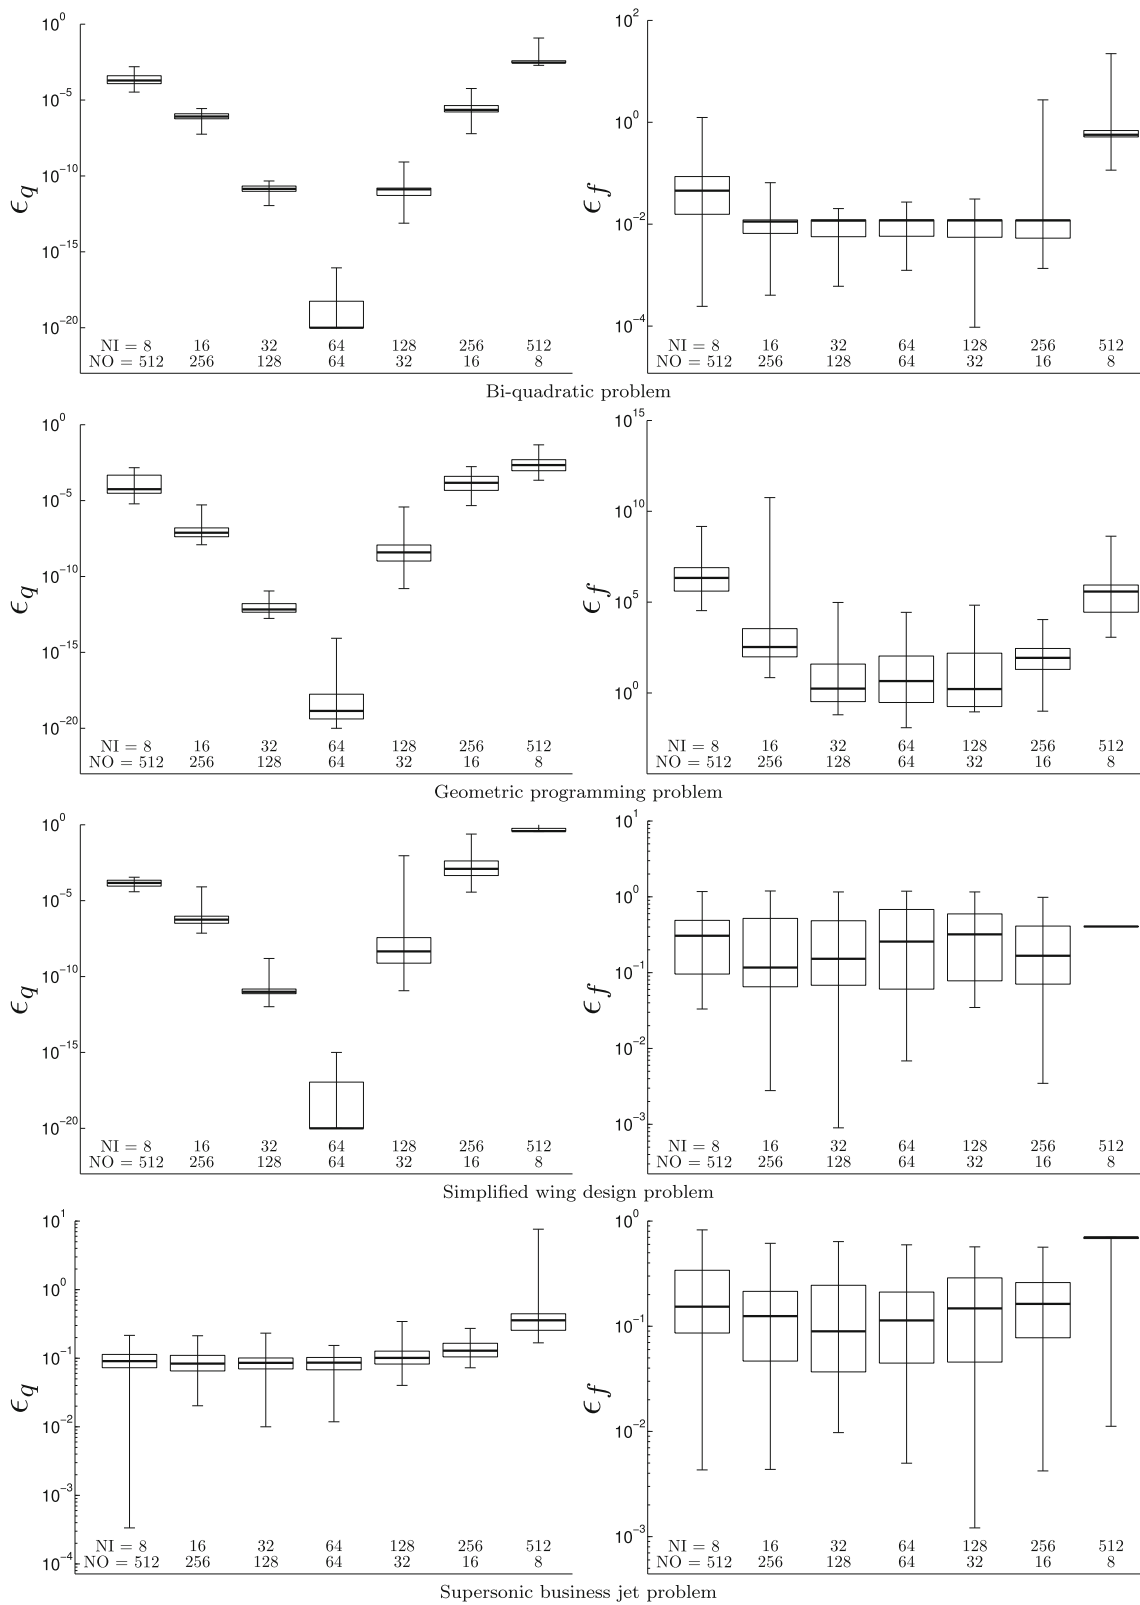 10^0
10^−5
10^−10
10^−15
10^−20
ϵ_q
NI = 8 16 32 64 128 256 512
NO = 512 256 128 64 32 16 8
10^2
10^0
10^−2
10^−4
ϵ_f
NI = 8 16 32 64 128 256 512
NO = 512 256 128 64 32 16 8
Bi-quadratic problem
10^0
10^−5
10^−10
10^−15
10^−20
ϵ_q
NI = 8 16 32 64 128 256 512
NO = 512 256 128 64 32 16 8
10^15
10^10
10^5
10^0
ϵ_f
NI = 8 16 32 64 128 256 512
NO = 512 256 128 64 32 16 8
Geometric programming problem
10^0
10^−5
10^−10
10^−15
10^−20
ϵ_q
NI = 8 16 32 64 128 256 512
NO = 512 256 128 64 32 16 8
10^1
10^0
10^−1
10^−2
10^−3
ϵ_f
NI = 8 16 32 64 128 256 512
NO = 512 256 128 64 32 16 8
Simplified wing design problem
10^1
10^0
10^−1
10^−2
10^−3
10^−4
ϵ_q
NI = 8 16 32 64 128 256 512
NO = 512 256 128 64 32 16 8
10^0
10^−1
10^−2
10^−3
ϵ_f
NI = 8 16 32 64 128 256 512
NO = 512 256 128 64 32 16 8
Supersonic business jet problem